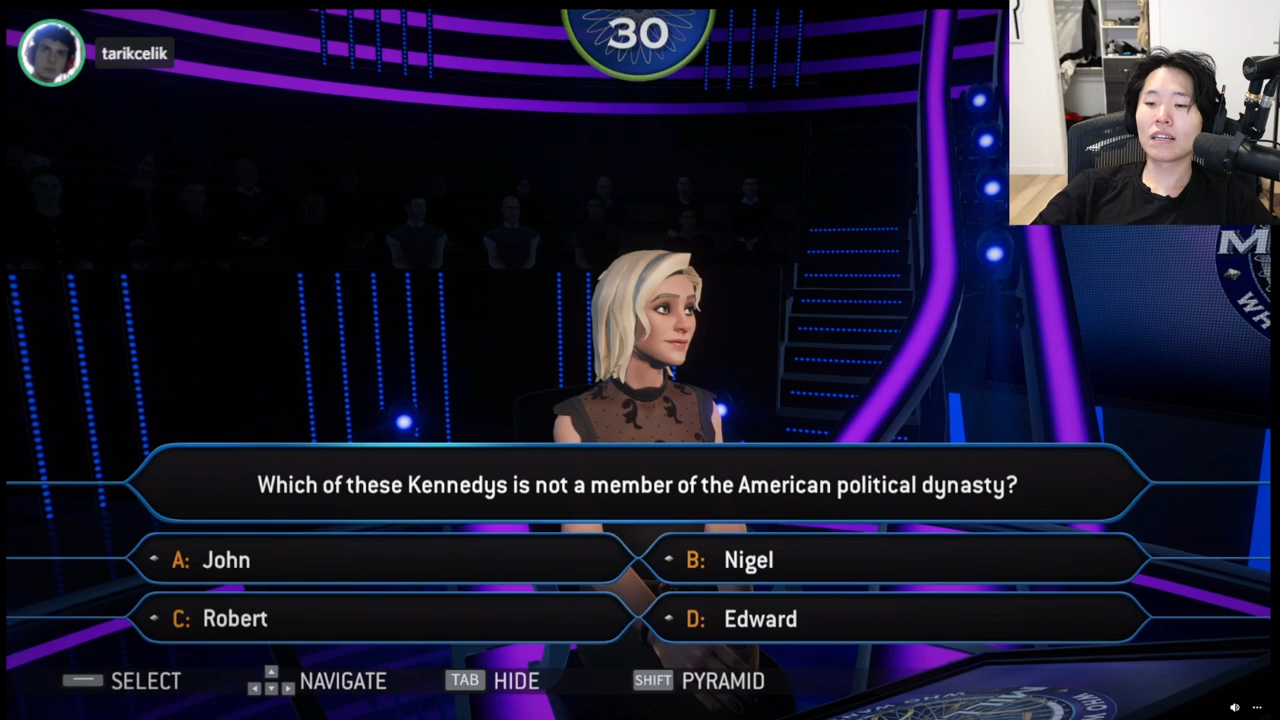 tarikcelik
30
Which of these Kennedys is not a member of the American political dynasty?
A: John
B: Nigel
C: Robert
D: Edward
SELECT
NAVIGATE
TAB HIDE
SHIFT PYRAMID